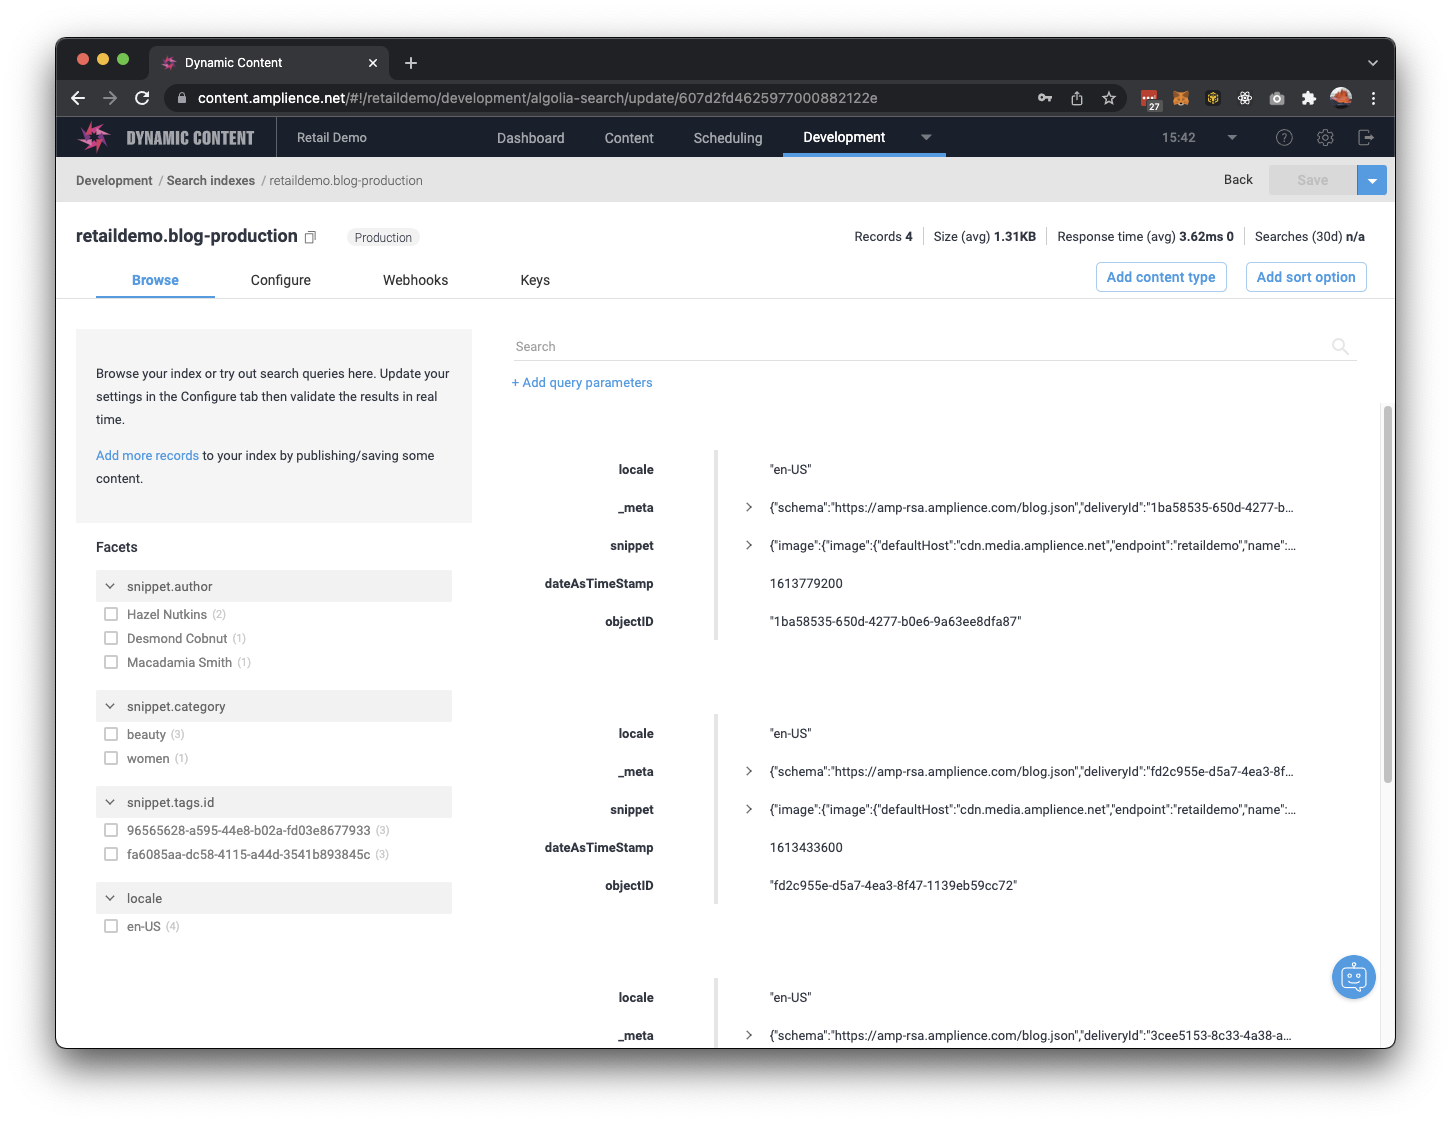 Dynamic Content
content.amplience.net/#!/retaildemo/development/algolia-search/update/607d2fd4625977000882122e
27
DYNAMIC CONTENT
Retail Demo
Dashboard
Content
Scheduling
Development
15:42
Development / Search indexes / retaildemo.blog-production
Back
Save
retaildemo.blog-production
Production
Records 4
Size (avg) 1.31KB
Response time (avg) 3.62ms 0
Searches (30d) n/a
Browse
Configure
Webhooks
Keys
Add content type
Add sort option
Browse your index or try out search queries here. Update your
settings in the Configure tab then validate the results in real
time.
Add more records to your index by publishing/saving some
content.
Facets
snippet.author
Hazel Nutkins (2)
Desmond Cobnut (1)
Macadamia Smith (1)
snippet.category
beauty (3)
women (1)
snippet.tags.id
96565628-a595-44e8-b02a-fd03e8677933 (3)
fa6085aa-dc58-4115-a44d-3541b893845c (3)
locale
en-US (4)
Search
+ Add query parameters
locale "en-US"
_meta {"schema":"https://amp-rsa.amplience.com/blog.json","deliveryId":"1ba58535-650d-4277-b...
snippet {"image":{"image":{"defaultHost":"cdn.media.amplience.net","endpoint":"retaildemo","name":...
dateAsTimeStamp 1613779200
objectID "1ba58535-650d-4277-b0e6-9a63ee8dfa87"
locale "en-US"
_meta {"schema":"https://amp-rsa.amplience.com/blog.json","deliveryId":"fd2c955e-d5a7-4ea3-8f...
snippet {"image":{"image":{"defaultHost":"cdn.media.amplience.net","endpoint":"retaildemo","name":...
dateAsTimeStamp 1613433600
objectID "fd2c955e-d5a7-4ea3-8f47-1139eb59cc72"
locale "en-US"
_meta {"schema":"https://amp-rsa.amplience.com/blog.json","deliveryId":"3cee5153-8c33-4a38-a...